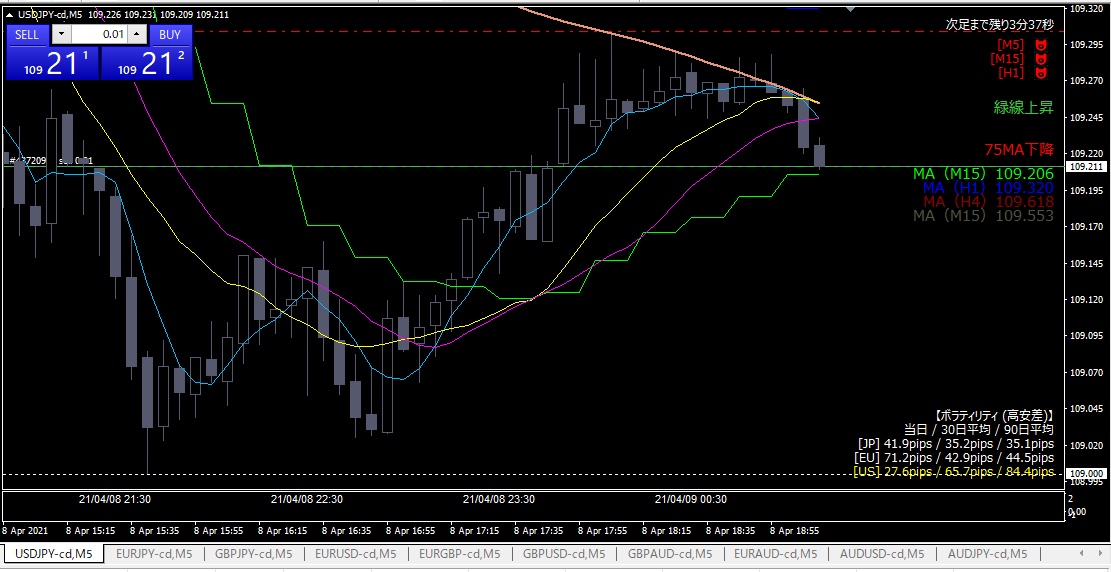 USDJPY-cd,M5 109.226 109.231 109.209 109.211
SELL 0.01 BUY
109 21 1 109 21 2
次足まで残り3分37秒
[M5]
[M15]
[H1]
緑線上昇
75MA下降
MA (M15) 109.206
MA (H1) 109.320
MA (H4) 109.618
MA (M15) 109.553
【ボラティリティ(高安差)】
当日 / 30日平均 / 90日平均
[JP] 41.9pips / 35.2pips / 35.1pips
[EU] 71.2pips / 42.9pips / 44.5pips
[US] 27.6pips / 65.7pips / 84.4pips
109.320
109.295
109.270
109.245
109.220
109.211
109.195
109.170
109.145
109.120
109.095
109.070
109.045
109.020
109.000
108.995
21/04/08 21:30 21/04/08 22:30 21/04/08 23:30 21/04/09 00:30
2
8 Apr 2021 8 Apr 15:15 8 Apr 15:35 8 Apr 15:55 8 Apr 16:15 8 Apr 16:35 8 Apr 16:55 8 Apr 17:15 8 Apr 17:35 8 Apr 17:55 8 Apr 18:15 8 Apr 18:35 8 Apr 18:55
USDJPY-cd,M5 EURJPY-cd,M5 GBPJPY-cd,M5 EURUSD-cd,M5 EURGBP-cd,M5 GBPUSD-cd,M5 GBPAUD-cd,M5 EURAUD-cd,M5 AUDUSD-cd,M5 AUDJPY-cd,M5